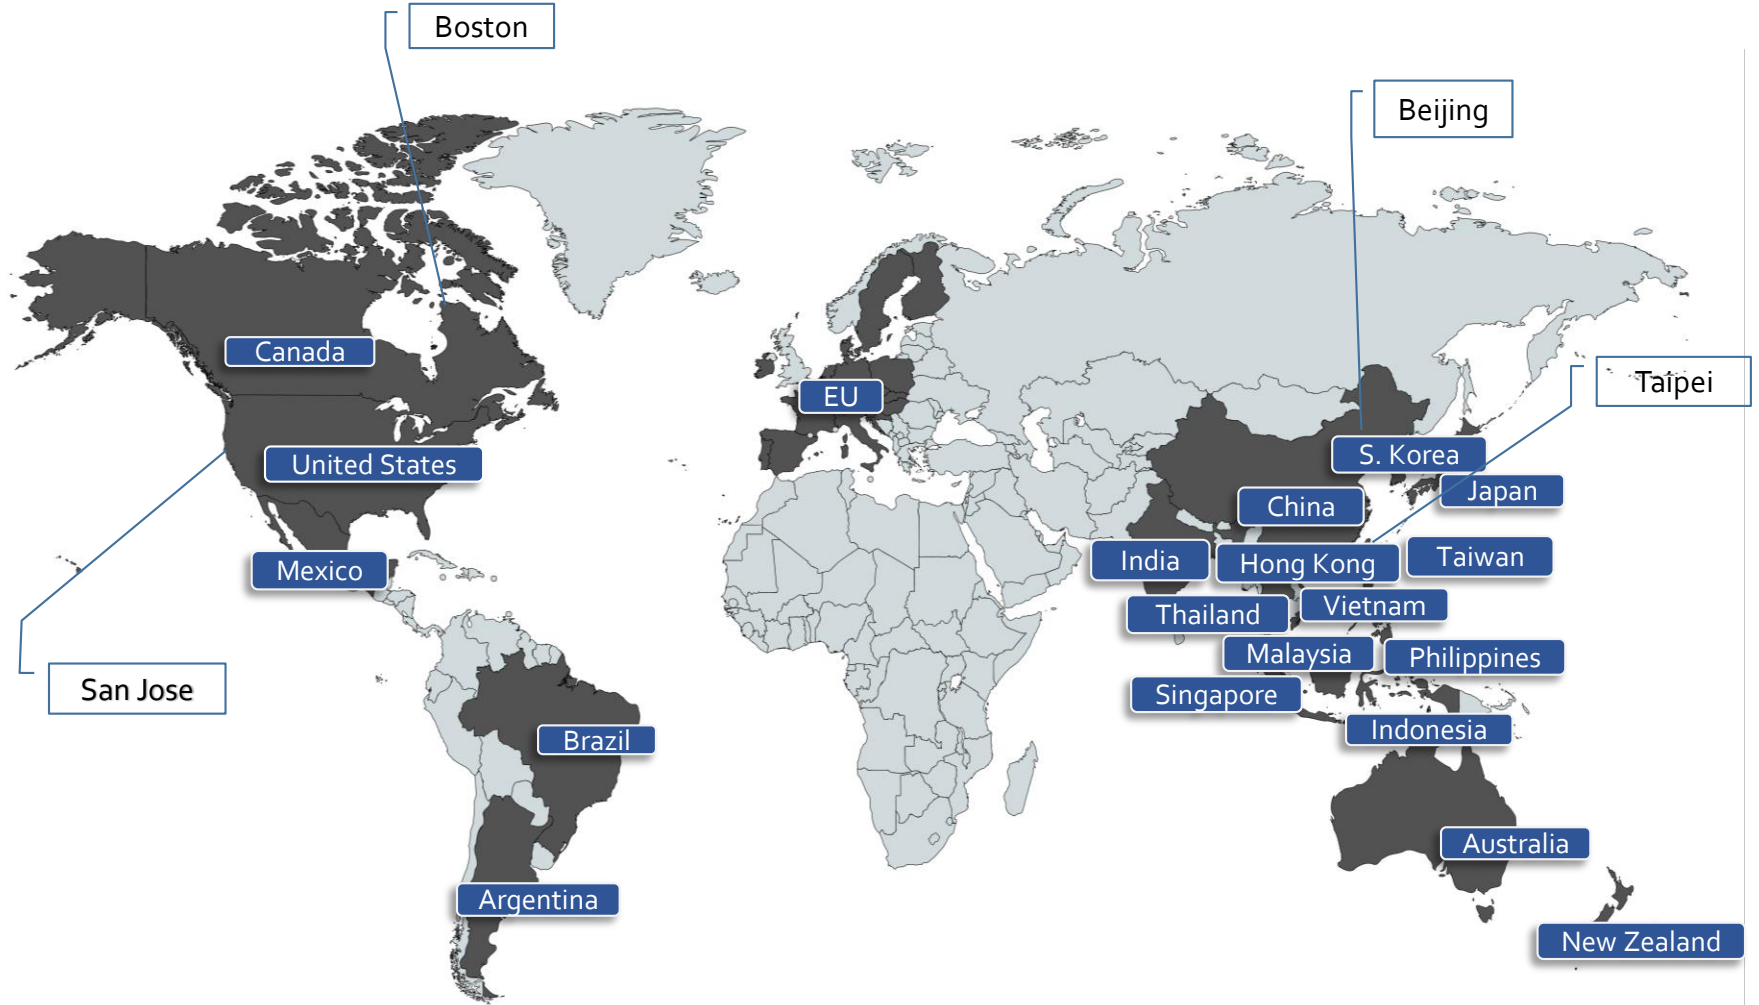 Boston
Beijing
Canada
Taipei
EU
S. Korea
United States
Japan
China
India
Hong Kong
Taiwan
Mexico
Thailand
Vietnam
Malaysia
Philippines
San Jose
Singapore
Indonesia
Brazil
Australia
Argentina
New Zealand